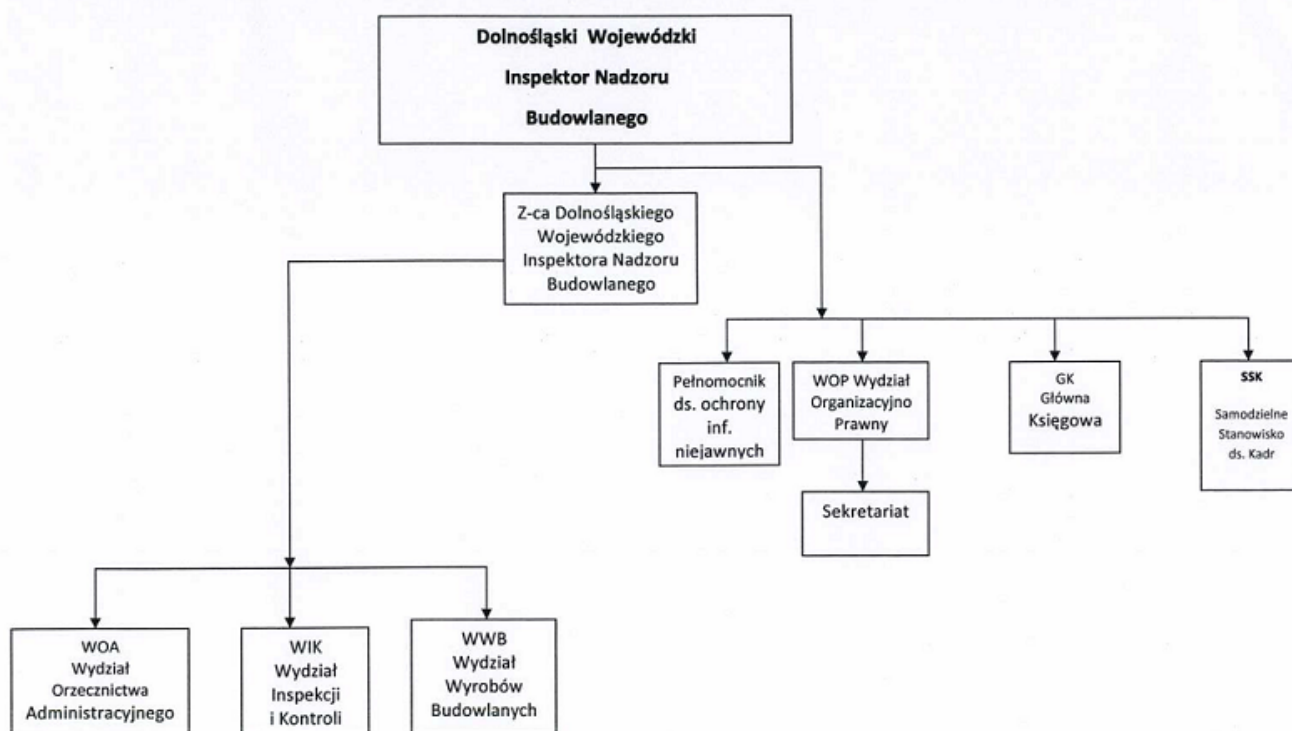 Dolnośląski Wojewódzki
Inspektor Nadzoru
Budowlanego
Z-ca Dolnośląskiego
Wojewódzkiego
Inspektora Nadzoru
Budowlanego
Pełnomocnik
ds. ochrony
inf.
niejawnych
WOP Wydział
Organizacyjno
Prawny
GK
Główna
Księgowa
SSK
Samodzielne
Stanowisko
ds. Kadr
Sekretariat
WOA
Wydział
Orzecznictwa
Administracyjnego
WIK
Wydział
Inspekcji
i Kontroli
WWB
Wydział
Wyrobów
Budowlanych